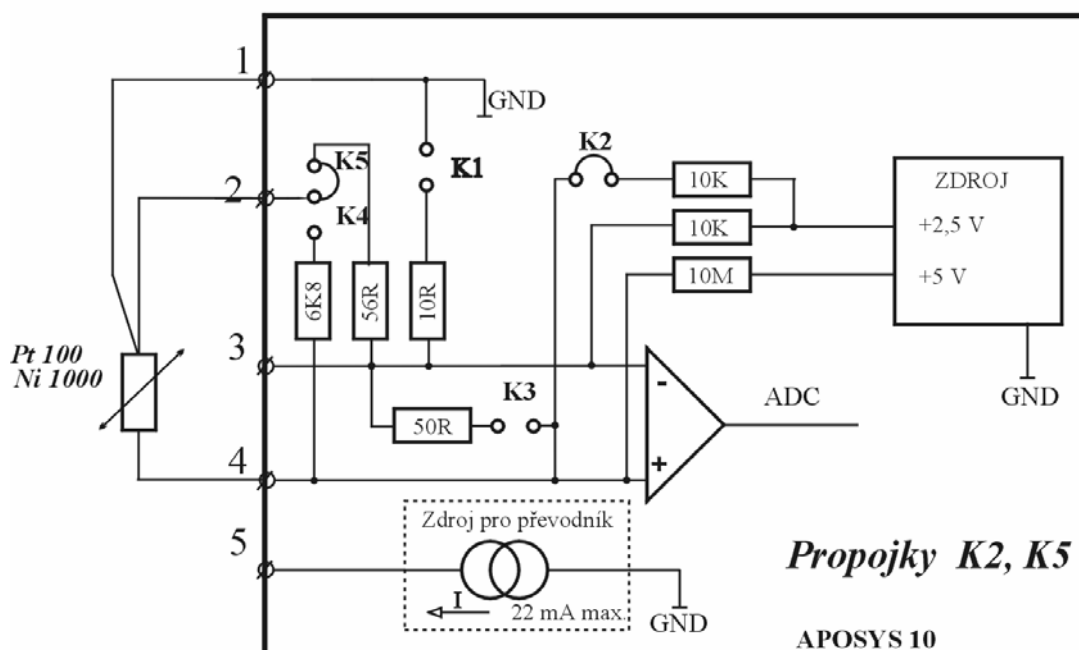 1
GND
K5
K1
K2
2
K4
10K
ZDROJ
10K
+2,5 V
10M
+5 V
6K8
56R
10R
3
Pt 100
Ni 1000
K3
50R
-
ADC
GND
4
+
Zdroj pro převodník
5
I
22 mA max.
GND
Propojky K2, K5
APOSYS 10